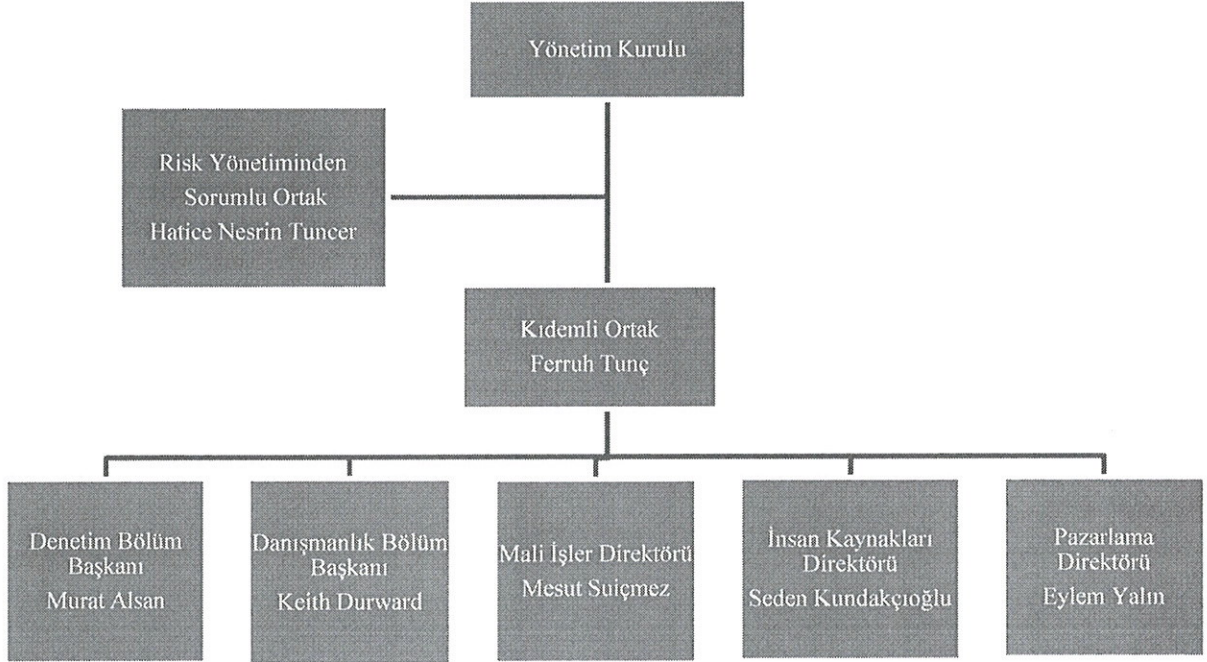 Yönetim Kurulu
Risk Yönetiminden
Sorumlu Ortak
Hatice Nesrin Tuncer
Kıdemli Ortak
Ferruh Tunç
Denetim Bölüm
Başkanı
Murat Alsan
Danışmanlık Bölüm
Başkanı
Keith Durward
Mali İşler Direktörü
Mesut Suiçmez
İnsan Kaynakları
Direktörü
Seden Kundakçıoğlu
Pazarlama
Direktörü
Eylem Yalın